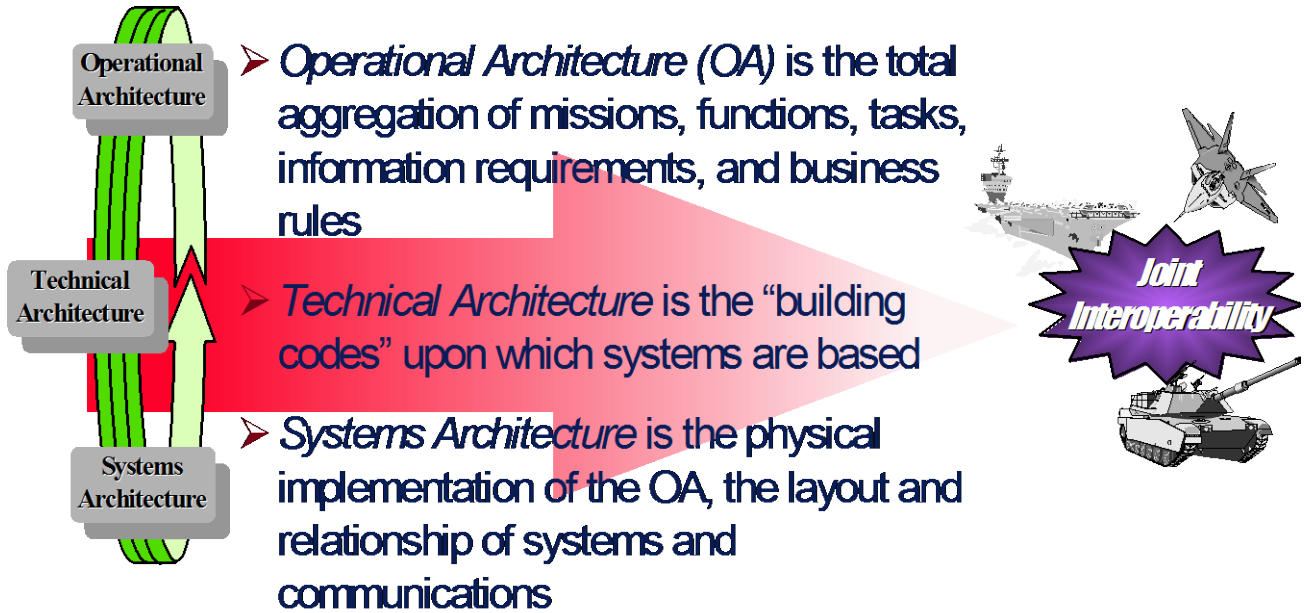 Operational
Architecture
➢ Operational Architecture (OA) is the total
aggregation of missions, functions, tasks,
information requirements, and business
rules
Technical
Architecture
➢ Technical Architecture is the “building
codes” upon which systems are based
Systems
Architecture
➢ Systems Architecture is the physical
implementation of the OA, the layout and
relationship of systems and
communications
Joint
Interoperability